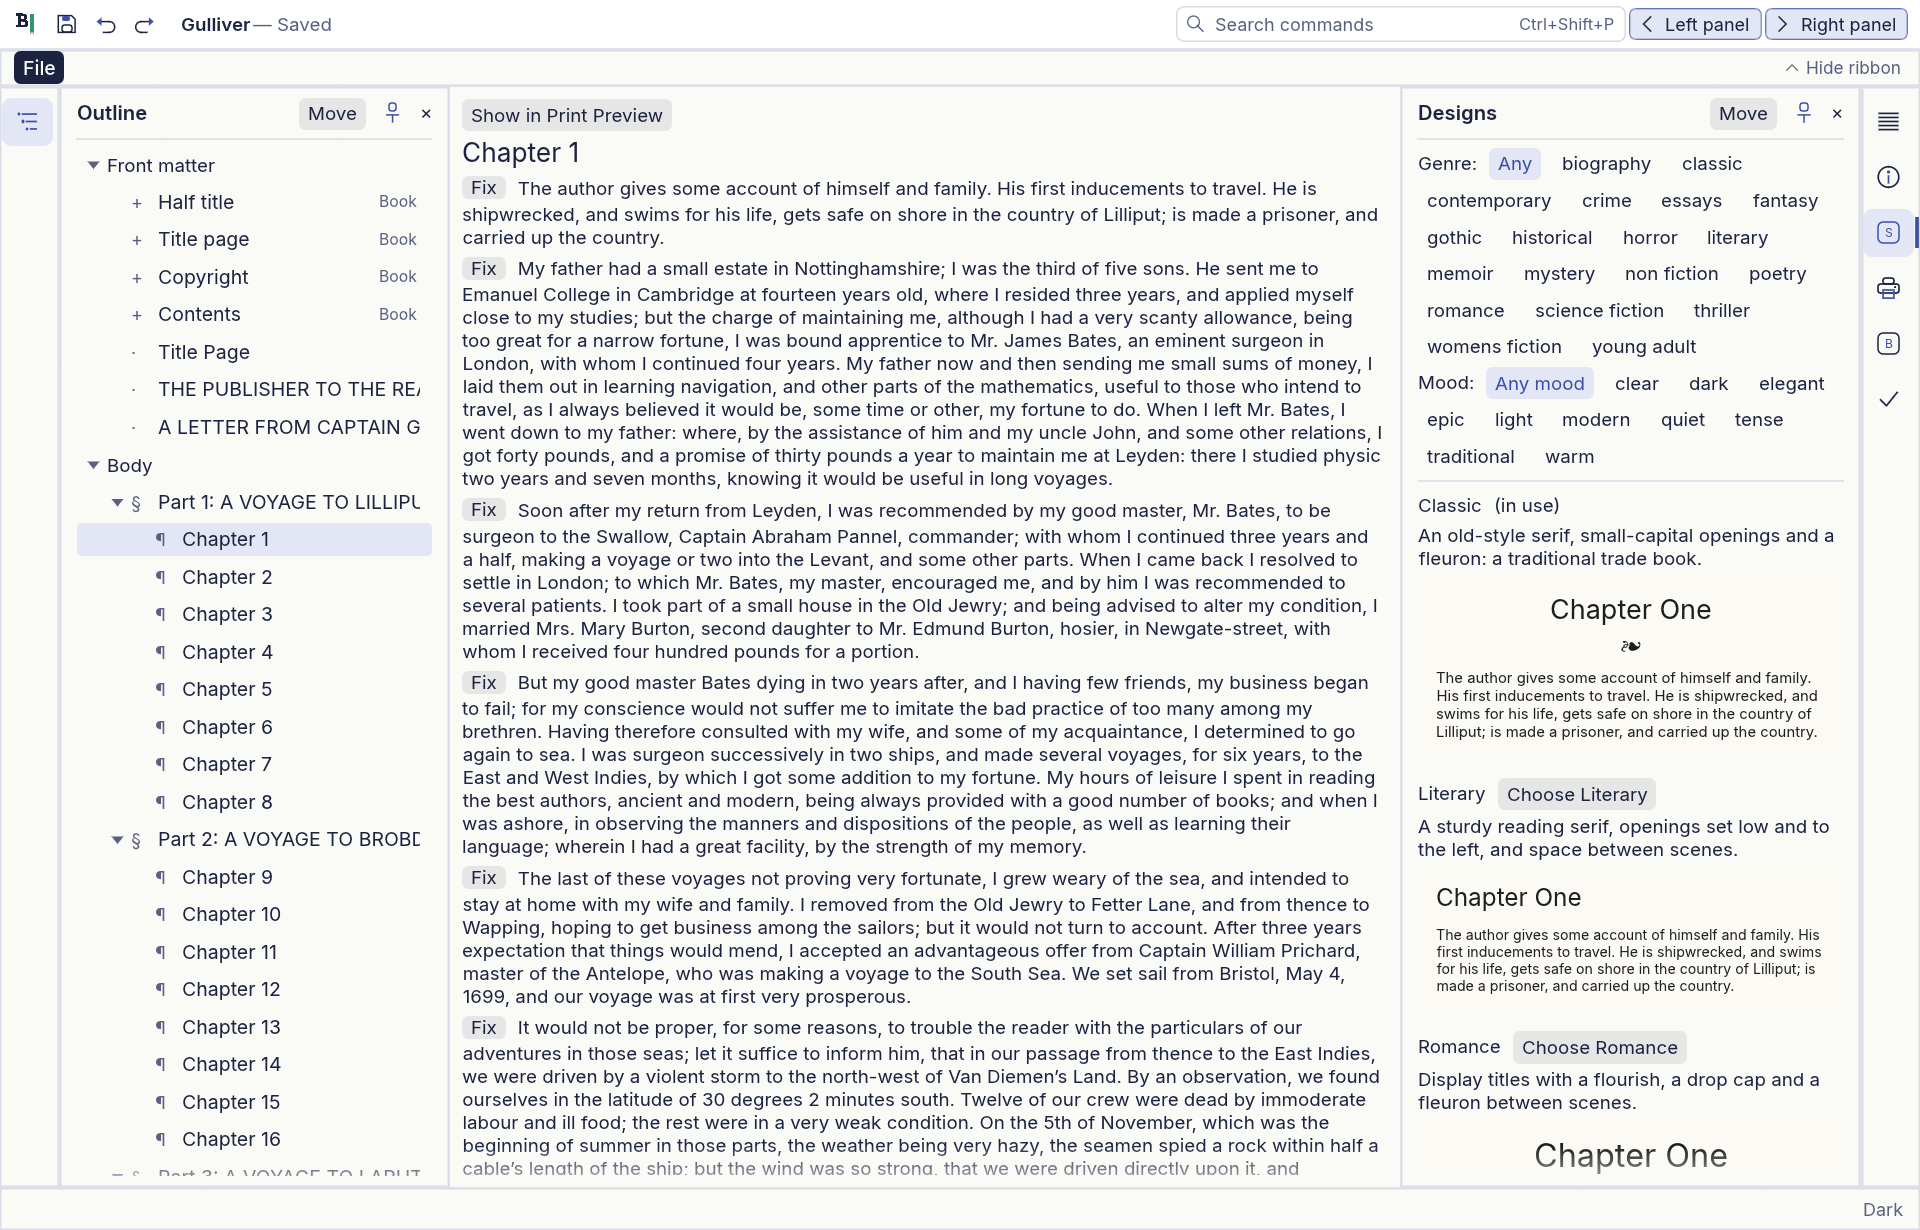 B
Gulliver — Saved
Search commands Ctrl+Shift+P
Left panel
Right panel
File
Hide ribbon
Outline
Move
×
Front matter
+ Half title Book
+ Title page Book
+ Copyright Book
+ Contents Book
· Title Page
· THE PUBLISHER TO THE REA
· A LETTER FROM CAPTAIN G
Body
§ Part 1: A VOYAGE TO LILLIPU
¶ Chapter 1
¶ Chapter 2
¶ Chapter 3
¶ Chapter 4
¶ Chapter 5
¶ Chapter 6
¶ Chapter 7
¶ Chapter 8
§ Part 2: A VOYAGE TO BROBD
¶ Chapter 9
¶ Chapter 10
¶ Chapter 11
¶ Chapter 12
¶ Chapter 13
¶ Chapter 14
¶ Chapter 15
¶ Chapter 16
§ Part 3: A VOYAGE TO LAPUT
Show in Print Preview
Chapter 1
Fix The author gives some account of himself and family. His first inducements to travel. He is
shipwrecked, and swims for his life, gets safe on shore in the country of Lilliput; is made a prisoner, and
carried up the country.
Fix My father had a small estate in Nottinghamshire; I was the third of five sons. He sent me to
Emanuel College in Cambridge at fourteen years old, where I resided three years, and applied myself
close to my studies; but the charge of maintaining me, although I had a very scanty allowance, being
too great for a narrow fortune, I was bound apprentice to Mr. James Bates, an eminent surgeon in
London, with whom I continued four years. My father now and then sending me small sums of money, I
laid them out in learning navigation, and other parts of the mathematics, useful to those who intend to
travel, as I always believed it would be, some time or other, my fortune to do. When I left Mr. Bates, I
went down to my father: where, by the assistance of him and my uncle John, and some other relations, I
got forty pounds, and a promise of thirty pounds a year to maintain me at Leyden: there I studied physic
two years and seven months, knowing it would be useful in long voyages.
Fix Soon after my return from Leyden, I was recommended by my good master, Mr. Bates, to be
surgeon to the Swallow, Captain Abraham Pannel, commander; with whom I continued three years and
a half, making a voyage or two into the Levant, and some other parts. When I came back I resolved to
settle in London; to which Mr. Bates, my master, encouraged me, and by him I was recommended to
several patients. I took part of a small house in the Old Jewry; and being advised to alter my condition, I
married Mrs. Mary Burton, second daughter to Mr. Edmund Burton, hosier, in Newgate-street, with
whom I received four hundred pounds for a portion.
Fix But my good master Bates dying in two years after, and I having few friends, my business began
to fail; for my conscience would not suffer me to imitate the bad practice of too many among my
brethren. Having therefore consulted with my wife, and some of my acquaintance, I determined to go
again to sea. I was surgeon successively in two ships, and made several voyages, for six years, to the
East and West Indies, by which I got some addition to my fortune. My hours of leisure I spent in reading
the best authors, ancient and modern, being always provided with a good number of books; and when I
was ashore, in observing the manners and dispositions of the people, as well as learning their
language; wherein I had a great facility, by the strength of my memory.
Fix The last of these voyages not proving very fortunate, I grew weary of the sea, and intended to
stay at home with my wife and family. I removed from the Old Jewry to Fetter Lane, and from thence to
Wapping, hoping to get business among the sailors; but it would not turn to account. After three years
expectation that things would mend, I accepted an advantageous offer from Captain William Prichard,
master of the Antelope, who was making a voyage to the South Sea. We set sail from Bristol, May 4,
1699, and our voyage was at first very prosperous.
Fix It would not be proper, for some reasons, to trouble the reader with the particulars of our
adventures in those seas; let it suffice to inform him, that in our passage from thence to the East Indies,
we were driven by a violent storm to the north-west of Van Diemen’s Land. By an observation, we found
ourselves in the latitude of 30 degrees 2 minutes south. Twelve of our crew were dead by immoderate
labour and ill food; the rest were in a very weak condition. On the 5th of November, which was the
beginning of summer in those parts, the weather being very hazy, the seamen spied a rock within half a
cable’s length of the ship; but the wind was so strong, that we were driven directly upon it, and
Designs
Move
×
Genre: Any biography classic
contemporary crime essays fantasy
gothic historical horror literary
memoir mystery non fiction poetry
romance science fiction thriller
womens fiction young adult
Mood: Any mood clear dark elegant
epic light modern quiet tense
traditional warm
Classic (in use)
An old-style serif, small-capital openings and a
fleuron: a traditional trade book.
Chapter One
❧
The author gives some account of himself and family.
His first inducements to travel. He is shipwrecked, and
swims for his life, gets safe on shore in the country of
Lilliput; is made a prisoner, and carried up the country.
Literary Choose Literary
A sturdy reading serif, openings set low and to
the left, and space between scenes.
Chapter One
The author gives some account of himself and family. His
first inducements to travel. He is shipwrecked, and swims
for his life, gets safe on shore in the country of Lilliput; is
made a prisoner, and carried up the country.
Romance Choose Romance
Display titles with a flourish, a drop cap and a
fleuron between scenes.
Chapter One
S
B
Dark